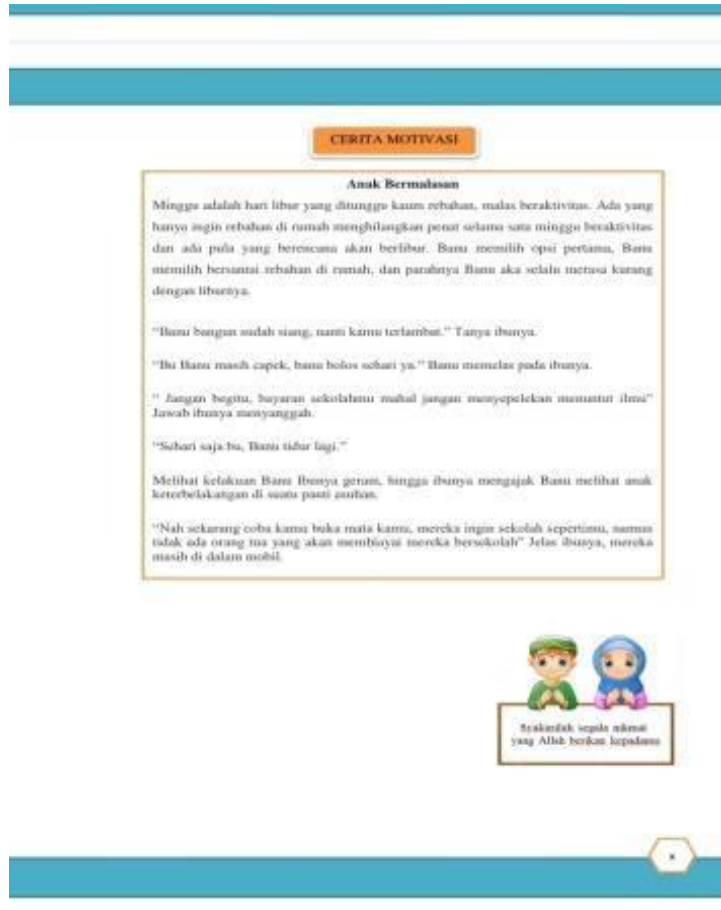 CERITA MOTIVASI
Anak Bermalasan
Minggu adalah hari libur yang ditunggu kaum rebahan, malas beraktivitas. Ada yang
hanya ingin rebahan di rumah menghilangkan penat selama satu minggu beraktivitas
dan ada pula yang berencana akan berlibur. Banu memilih opsi pertama, Banu
memilih bersantai rebahan di rumah, dan parahnya Banu aka selalu merasa kurang
dengan liburnya.
“Banu bangun sudah siang, nanti kamu terlambat.” Tanya ibunya.
“Bu Banu masih capek, banu bolos sehari ya.” Banu memelas pada ibunya.
“ Jangan begitu, bayaran sekolahmu mahal jangan menyepelekan menuntut ilmu”
Jawab ibunya menyanggah.
“Sehari saja bu, Banu tidur lagi.”
Melihat kelakuan Banu Ibunya geram, hingga ibunya mengajak Banu melihat anak
keterbelakangan di suatu panti asuhan.
“Nah sekarang coba kamu buka mata kamu, mereka ingin sekolah sepertimu, namun
tidak ada orang tua yang akan membiayai mereka bersekolah” Jelas ibunya, mereka
masih di dalam mobil.
Syukurilah segala nikmat
yang Allah berikan kepadamu